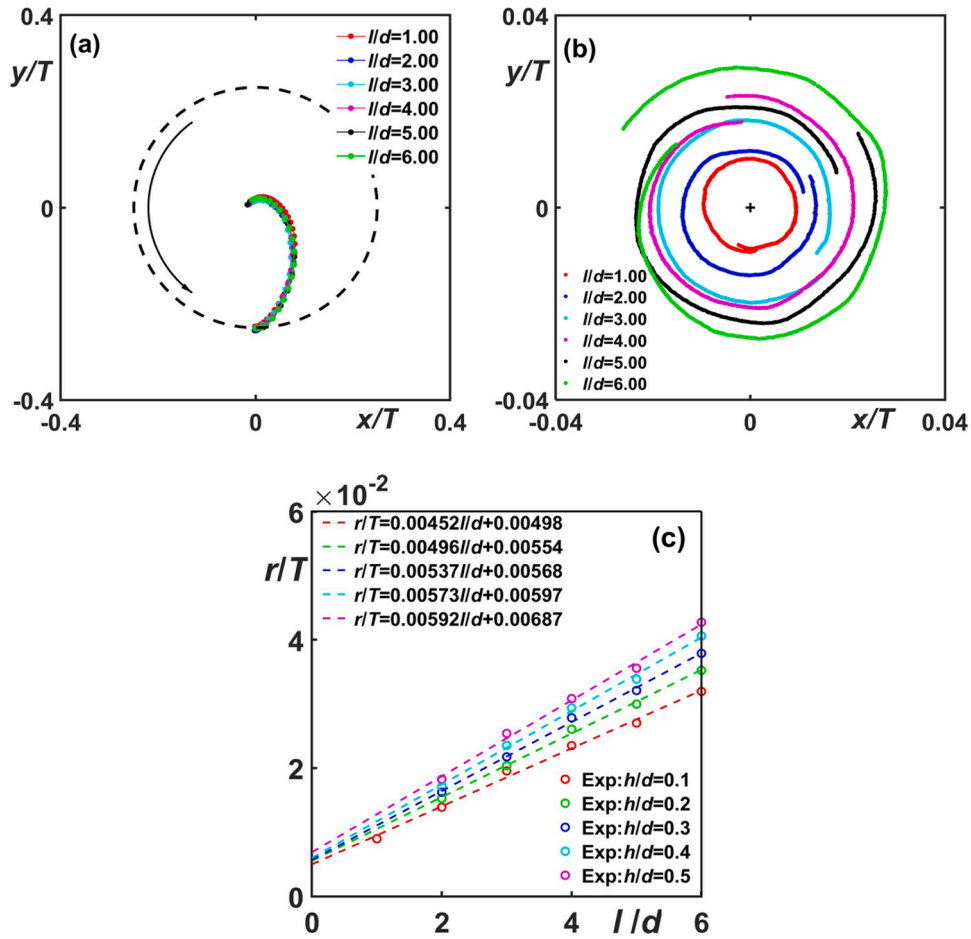 (a)
0.4
y/T
0
-0.4
-0.4
0
x/T
0.4
l/d=1.00
l/d=2.00
l/d=3.00
l/d=4.00
l/d=5.00
l/d=6.00
(b)
0.04
y/T
0
-0.04
-0.04
0
x/T
0.04
l/d=1.00
l/d=2.00
l/d=3.00
l/d=4.00
l/d=5.00
l/d=6.00
×10⁻²
6
r/T
4
2
0
0
2
4
l/d
6
(c)
r/T=0.00452l/d+0.00498
r/T=0.00496l/d+0.00554
r/T=0.00537l/d+0.00568
r/T=0.00573l/d+0.00597
r/T=0.00592l/d+0.00687
Exp:h/d=0.1
Exp:h/d=0.2
Exp:h/d=0.3
Exp:h/d=0.4
Exp:h/d=0.5